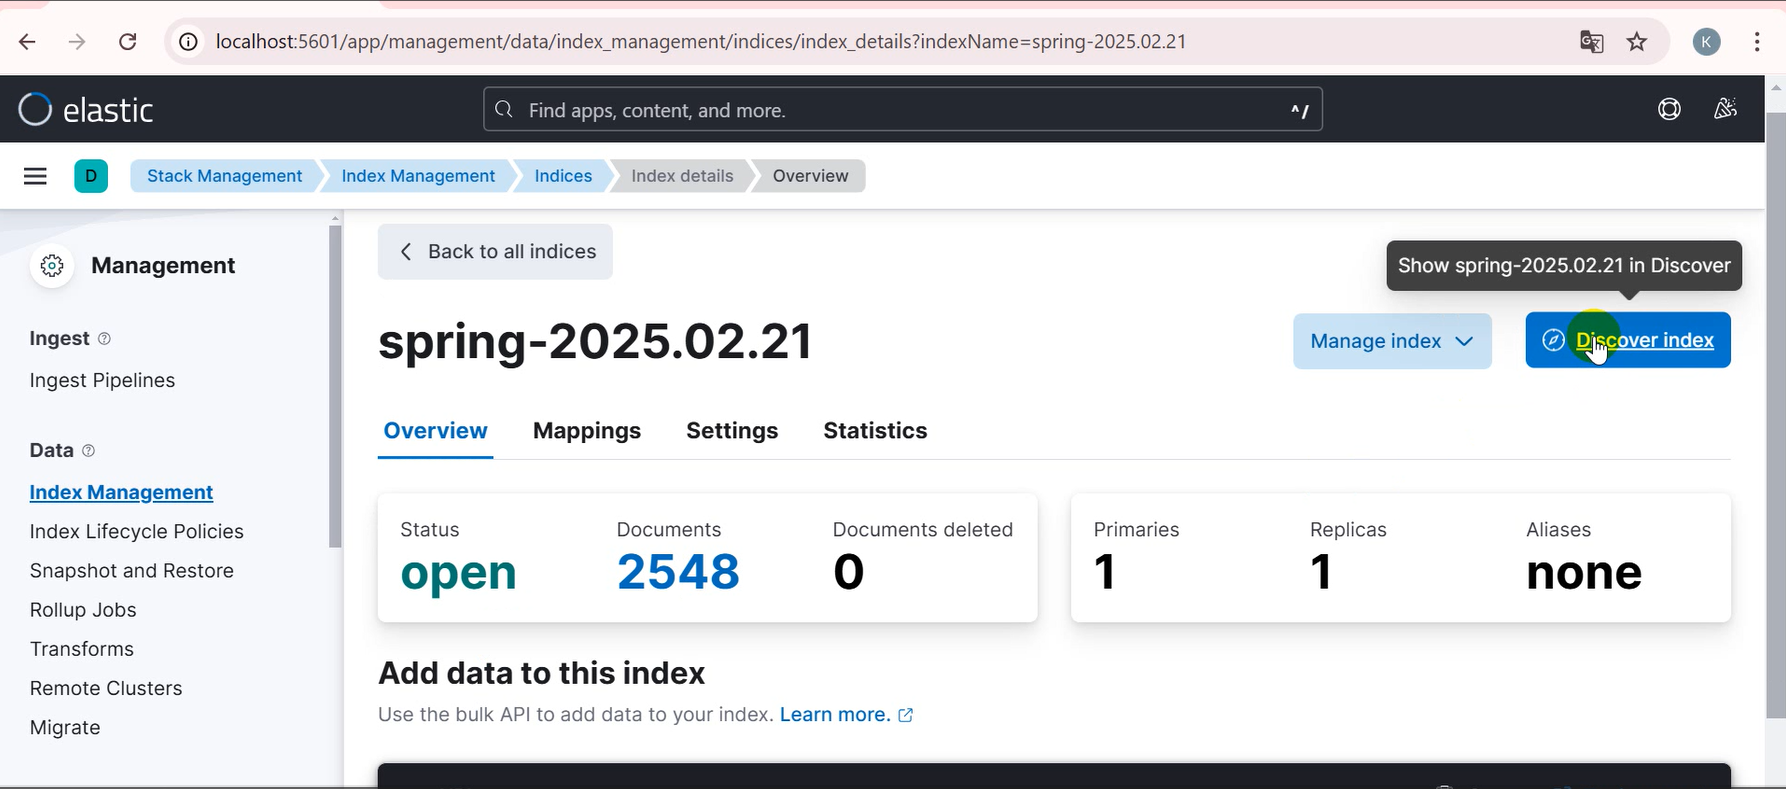 localhost:5601/app/management/data/index_management/indices/index_details?indexName=spring-2025.02.21
K
elastic
Find apps, content, and more.
^/
D
Stack Management
Index Management
Indices
Index details
Overview
Management
Ingest
Ingest Pipelines
Data
Index Management
Index Lifecycle Policies
Snapshot and Restore
Rollup Jobs
Transforms
Remote Clusters
Migrate
Back to all indices
Show spring-2025.02.21 in Discover
spring-2025.02.21
Manage index
Discover index
Overview Mappings Settings Statistics
Status Documents Documents deleted
open 2548 0
Primaries Replicas Aliases
1 1 none
Add data to this index
Use the bulk API to add data to your index. Learn more.